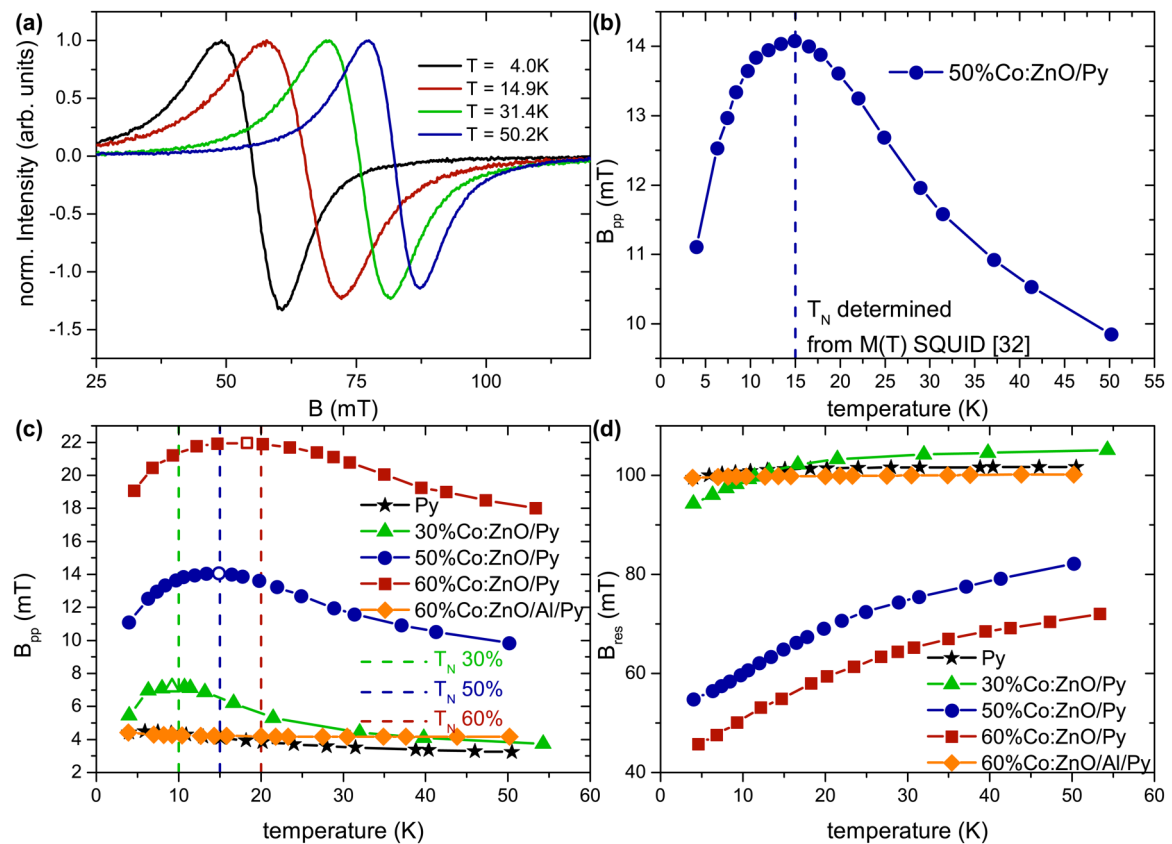 (a)
norm. Intensity (arb. units)
1.0
0.5
0.0
-0.5
-1.0
-1.5
T = 4.0K
T = 14.9K
T = 31.4K
T = 50.2K
25
50
75
100
B (mT)
(b)
B_pp (mT)
14
13
12
11
10
50%Co:ZnO/Py
T_N determined
from M(T) SQUID [32]
0 5 10 15 20 25 30 35 40 45 50 55
temperature (K)
(c)
B_pp (mT)
22
20
18
16
14
12
10
8
6
4
2
Py
30%Co:ZnO/Py
50%Co:ZnO/Py
60%Co:ZnO/Py
60%Co:ZnO/Al/Py
T_N 30%
T_N 50%
T_N 60%
0 10 20 30 40 50 60
temperature (K)
(d)
B_res (mT)
100
80
60
40
Py
30%Co:ZnO/Py
50%Co:ZnO/Py
60%Co:ZnO/Py
60%Co:ZnO/Al/Py
0 10 20 30 40 50 60
temperature (K)